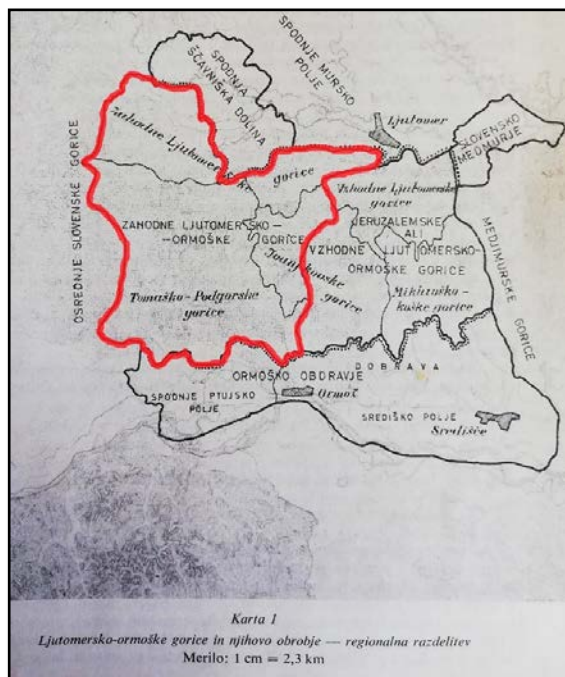 SPODNJA
ŠČAVNIŠKA DOLINA
SPODNJE MURSKO
POLJE
Ljutomer
SLOVENSKO
MEDMURJE
Zahodne Ljutomerske
gorice
OSREDNJE SLOVENSKE GORICE
Vzhodne Ljutomerske
gorice
ZAHODNE LJUTOMERSKO-
-ORMOŠKE GORICE
JERUZALEMSKE
ALI
VZHODNE LJUTOMERSKO-
ORMOŠKE GORICE
MEDJIMURSKE GORICE
gorice
Tomaško-Podgorske
gorice
Miklavško-
gorice
DOBRAVA
ORMOŠKO OBDRAVJE
SPODNJE PTUJSKO
POLJE
Ormož
SREDIŠKO POLJE
Središče
Karta 1
Ljutomersko-ormoške gorice in njihovo obrobje — regionalna razdelitev
Merilo: 1 cm = 2,3 km